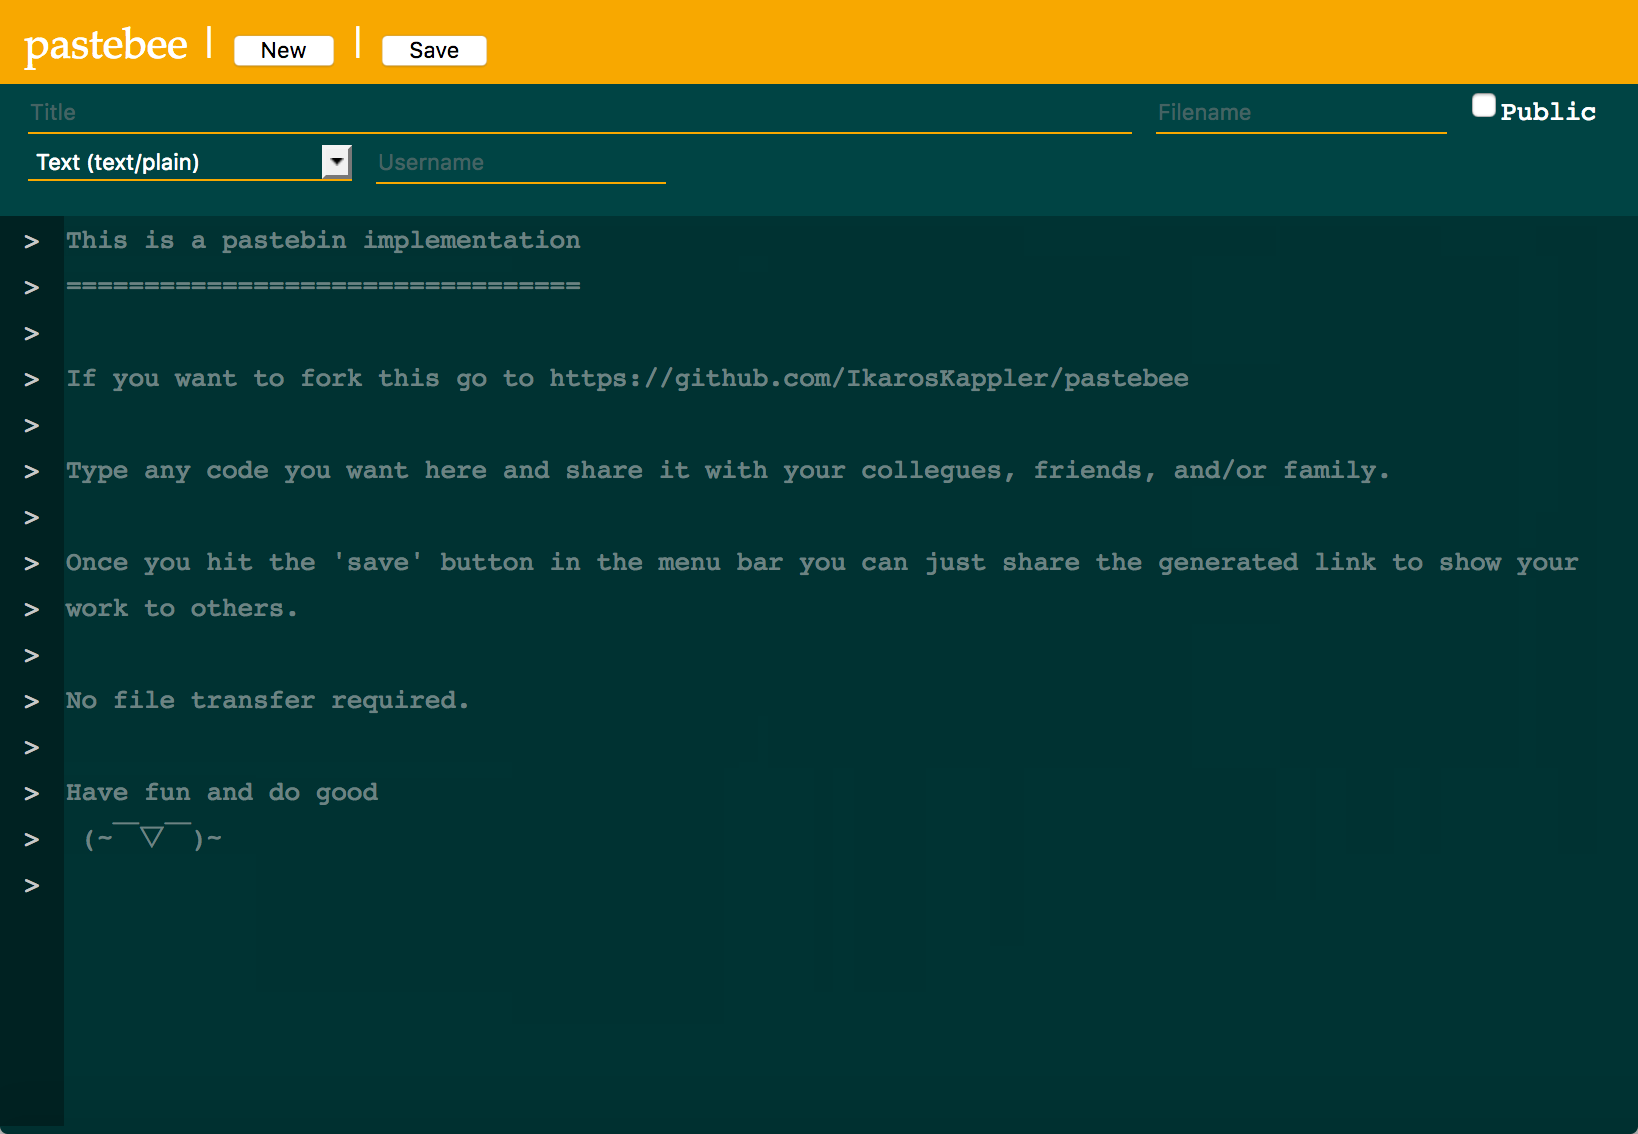 pastebee | New | Save
Title Filename Public
Text (text/plain) Username
> This is a pastebin implementation
> =================================
>
> If you want to fork this go to https://github.com/IkarosKappler/pastebee
>
> Type any code you want here and share it with your collegues, friends, and/or family.
>
> Once you hit the 'save' button in the menu bar you can just share the generated link to show your
> work to others.
>
> No file transfer required.
>
> Have fun and do good
> (~¯▽¯)~
>